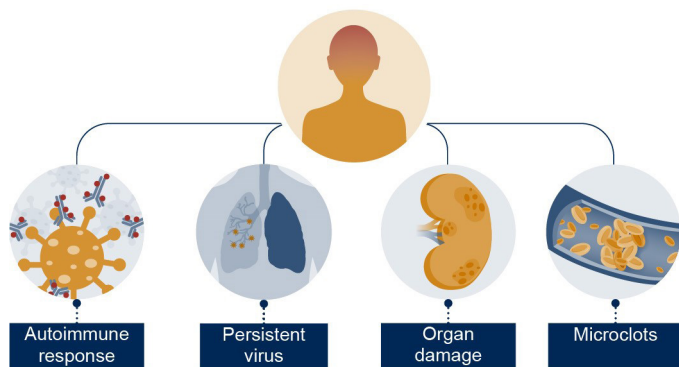 Autoimmune
response
Persistent
virus
Organ
damage
Microclots